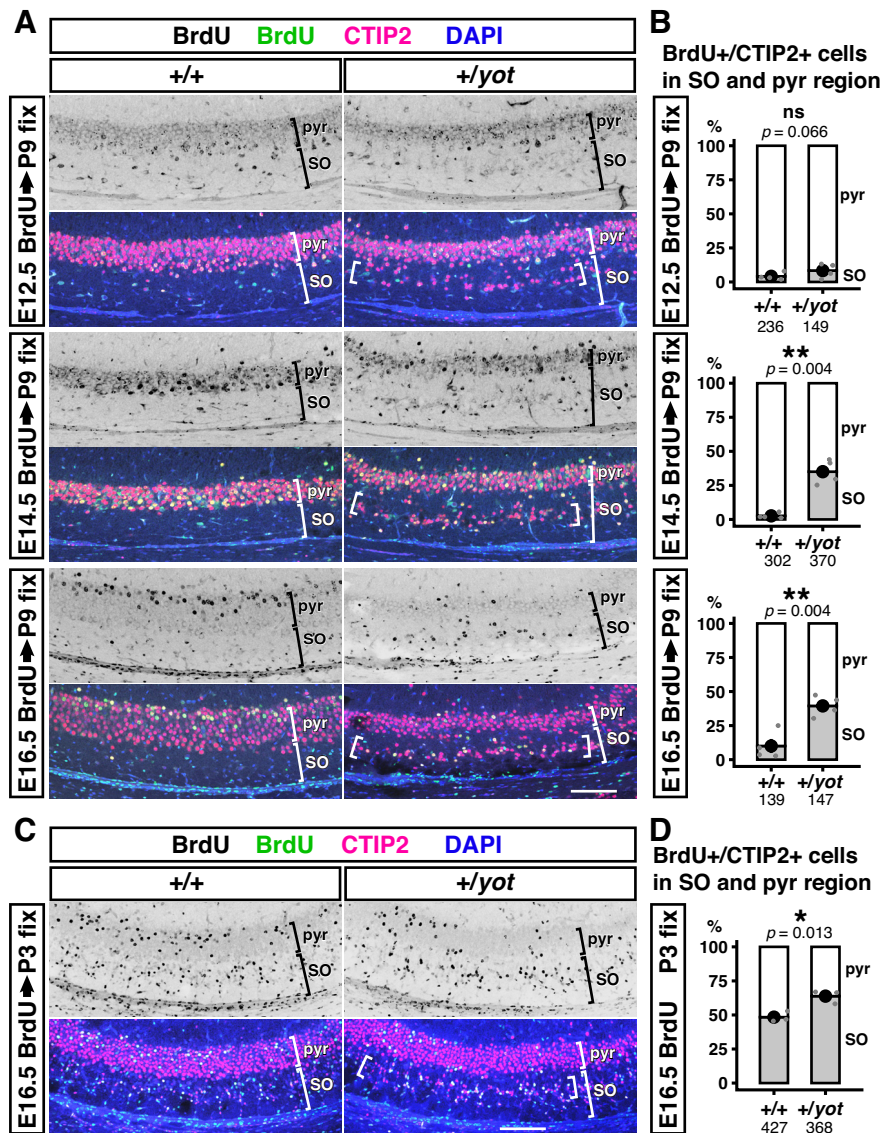 A
BrdU BrdU CTIP2 DAPI
+/+ +/yot
E12.5 BrdU➡P9 fix
pyr
SO
pyr
SO
pyr
SO
pyr
SO
E14.5 BrdU➡P9 fix
pyr
SO
pyr
SO
pyr
SO
pyr
SO
E16.5 BrdU➡P9 fix
pyr
SO
pyr
SO
pyr
SO
pyr
SO
B
BrdU+/CTIP2+ cells
in SO and pyr region
E12.5 BrdU➡P9 fix
ns
% p = 0.066
100
75
50
25
0
pyr
SO
+/+ +/yot
236 149
E14.5 BrdU➡P9 fix
**
% p = 0.004
100
75
50
25
0
pyr
SO
+/+ +/yot
302 370
E16.5 BrdU➡P9 fix
**
% p = 0.004
100
75
50
25
0
pyr
SO
+/+ +/yot
139 147
C
BrdU BrdU CTIP2 DAPI
+/+ +/yot
E16.5 BrdU➡P3 fix
pyr
SO
pyr
SO
pyr
SO
pyr
SO
D
BrdU+/CTIP2+ cells
in SO and pyr region
E16.5 BrdU P3 fix
*
% p = 0.013
100
75
50
25
0
pyr
SO
+/+ +/yot
427 368